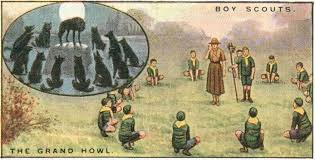 BOY SCOUTS.
THE GRAND HOWL.